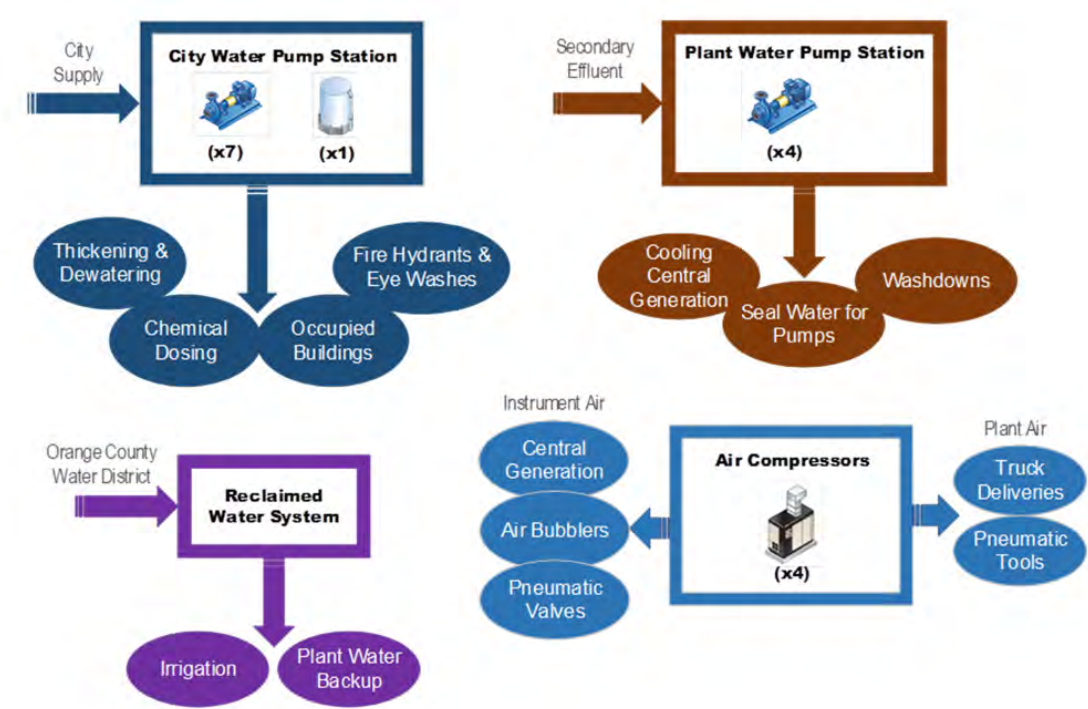 City
Supply
City Water Pump Station
(x7)
(x1)
Thickening &
Dewatering
Chemical
Dosing
Occupied
Buildings
Fire Hydrants &
Eye Washes
Secondary
Effluent
Plant Water Pump Station
(x4)
Cooling
Central
Generation
Seal Water for
Pumps
Washdowns
Orange County
Water District
Reclaimed
Water System
Irrigation
Plant Water
Backup
Instrument Air
Central
Generation
Air Bubblers
Pneumatic
Valves
Air Compressors
(x4)
Plant Air
Truck
Deliveries
Pneumatic
Tools